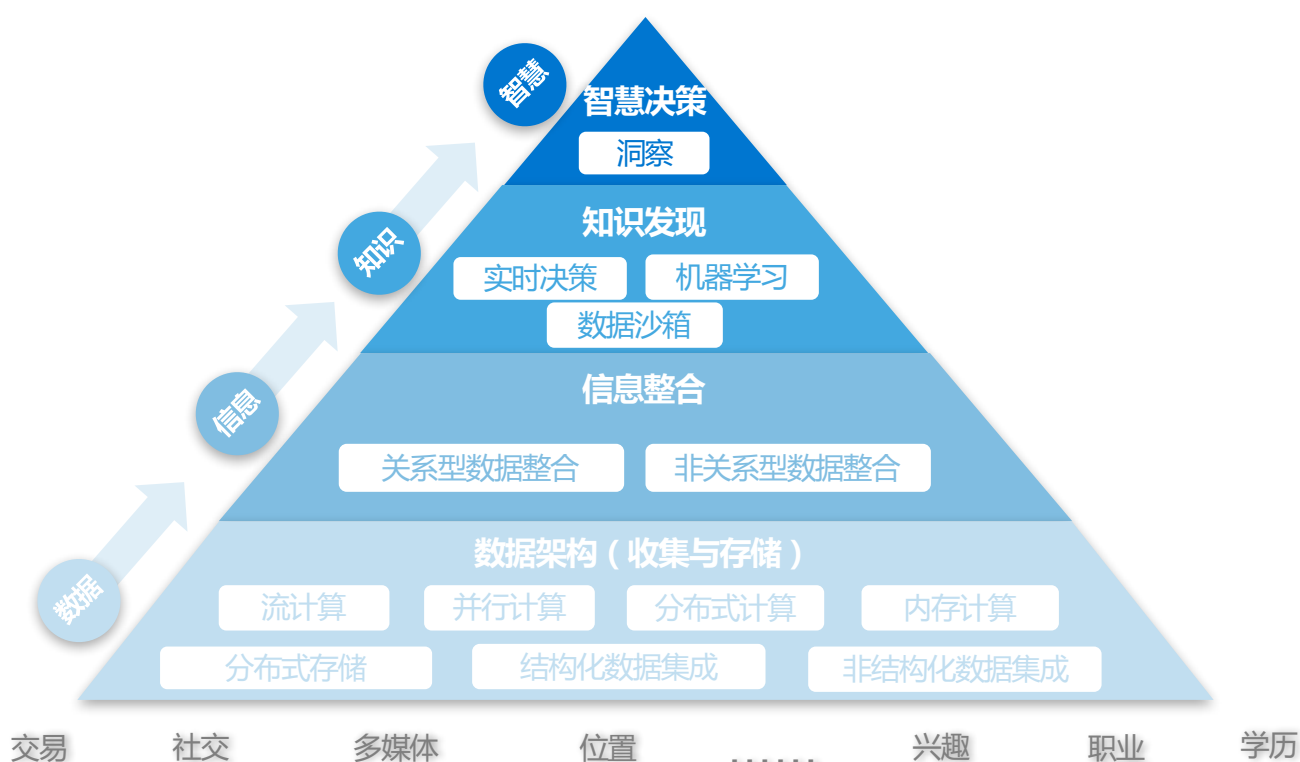 智慧
智慧决策
洞察
知识
知识发现
实时决策 机器学习
数据沙箱
信息
信息整合
关系型数据整合 非关系型数据整合
数据
数据架构（收集与存储）
流计算 并行计算 分布式计算 内存计算
分布式存储 结构化数据集成 非结构化数据集成
交易 社交 多媒体 位置 …… 兴趣 职业 学历